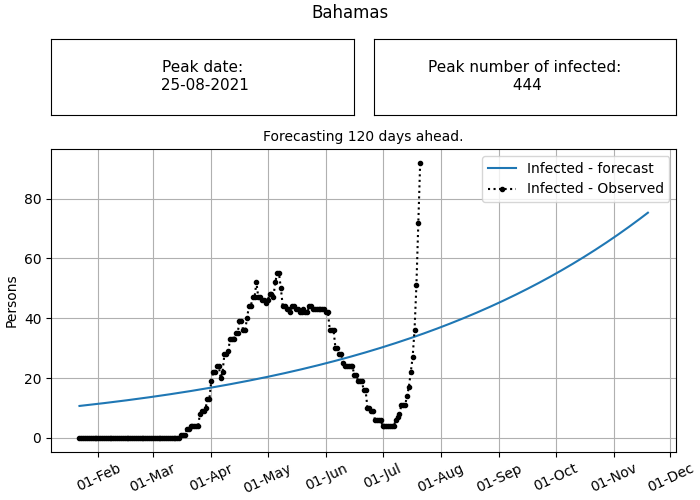 Bahamas
Peak date:
25-08-2021
Peak number of infected:
444
Forecasting 120 days ahead.
Infected - forecast
Infected - Observed
Persons
80
60
40
20
0
01-Feb
01-Mar
01-Apr
01-May
01-Jun
01-Jul
01-Aug
01-Sep
01-Oct
01-Nov
01-Dec